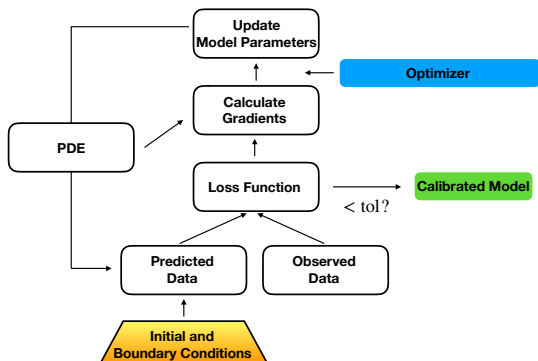 Update
Model Parameters
Optimizer
Calculate
Gradients
PDE
Loss Function
Calibrated Model
< tol?
Predicted
Data
Observed
Data
Initial and
Boundary Conditions